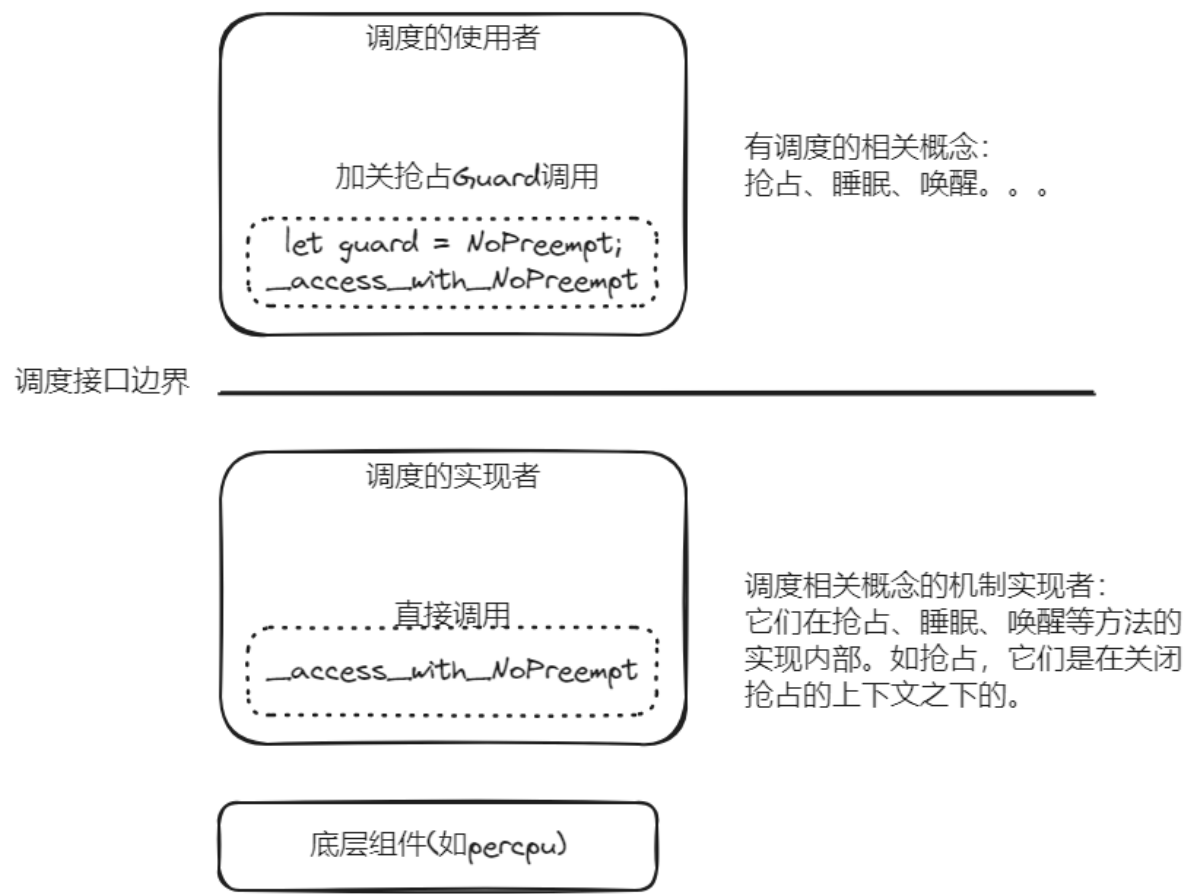 调度的使用者
加关抢占Guard调用
let guard = NoPreempt;
_access_with_NoPreempt
有调度的相关概念：
抢占、睡眠、唤醒。。。
调度接口边界
调度的实现者
直接调用
_access_with_NoPreempt
调度相关概念的机制实现者：
它们在抢占、睡眠、唤醒等方法的
实现内部。如抢占，它们是在关闭
抢占的上下文之下的。
底层组件(如percpu)